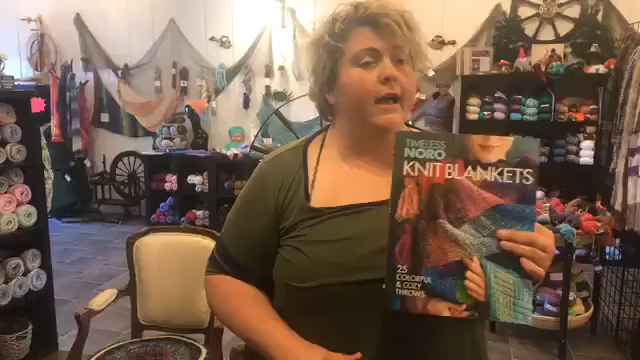 TIMELESS
NORO
KNIT BLANKETS
25
COLORFUL
& COZY
THROWS